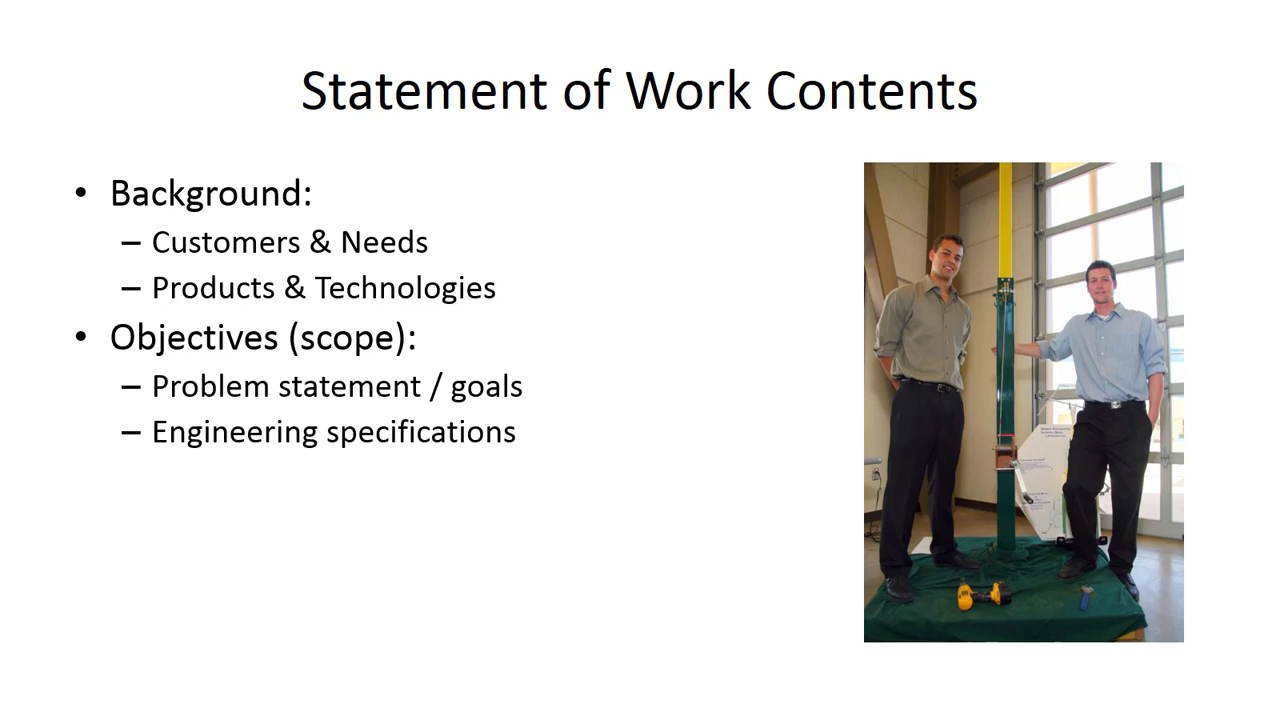 Statement of Work Contents
• Background:
– Customers & Needs
– Products & Technologies
• Objectives (scope):
– Problem statement / goals
– Engineering specifications